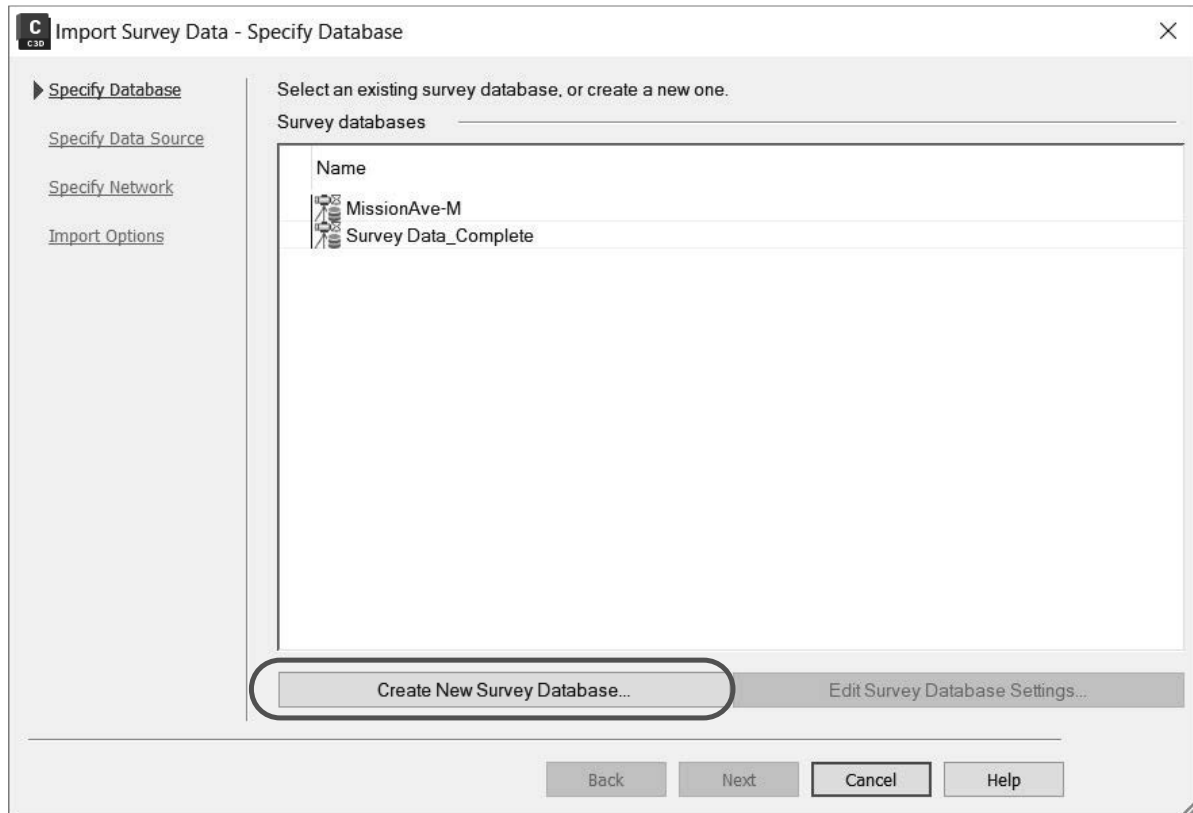 C
C3D
Import Survey Data - Specify Database
Specify Database
Specify Data Source
Specify Network
Import Options
Select an existing survey database, or create a new one.
Survey databases
Name
MissionAve-M
Survey Data_Complete
Create New Survey Database...
Edit Survey Database Settings...
Back
Next
Cancel
Help